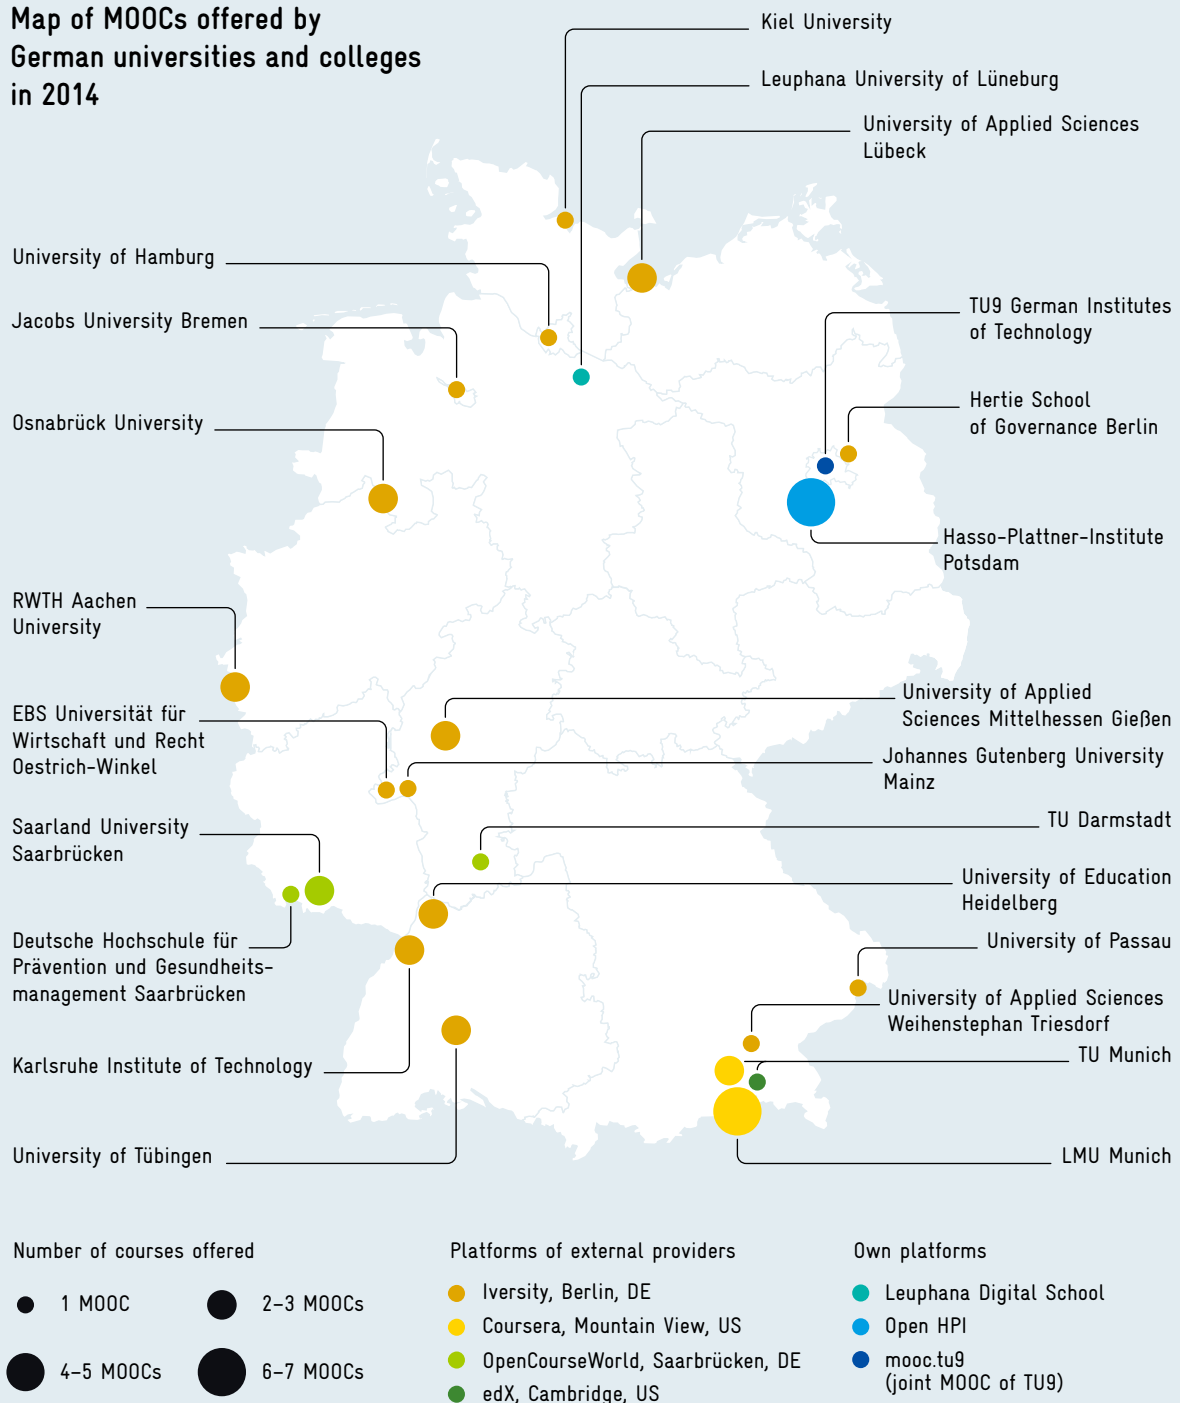 Map of MOOCs offered by
German universities and colleges
in 2014
Kiel University
Leuphana University of Lüneburg
University of Applied Sciences
Lübeck
University of Hamburg
Jacobs University Bremen
TU9 German Institutes
of Technology
Hertie School
of Governance Berlin
Osnabrück University
Hasso-Plattner-Institute
Potsdam
RWTH Aachen
University
University of Applied
Sciences Mittelhessen Gießen
EBS Universität für
Wirtschaft und Recht
Oestrich-Winkel
Johannes Gutenberg University
Mainz
Saarland University
Saarbrücken
TU Darmstadt
University of Education
Heidelberg
Deutsche Hochschule für
Prävention und Gesundheits-
management Saarbrücken
University of Passau
University of Applied Sciences
Weihenstephan Triesdorf
Karlsruhe Institute of Technology
TU Munich
University of Tübingen
LMU Munich
Number of courses offered
1 MOOC
2–3 MOOCs
4–5 MOOCs
6–7 MOOCs
Platforms of external providers
Iversity, Berlin, DE
Coursera, Mountain View, US
OpenCourseWorld, Saarbrücken, DE
edX, Cambridge, US
Own platforms
Leuphana Digital School
Open HPI
mooc.tu9
(joint MOOC of TU9)